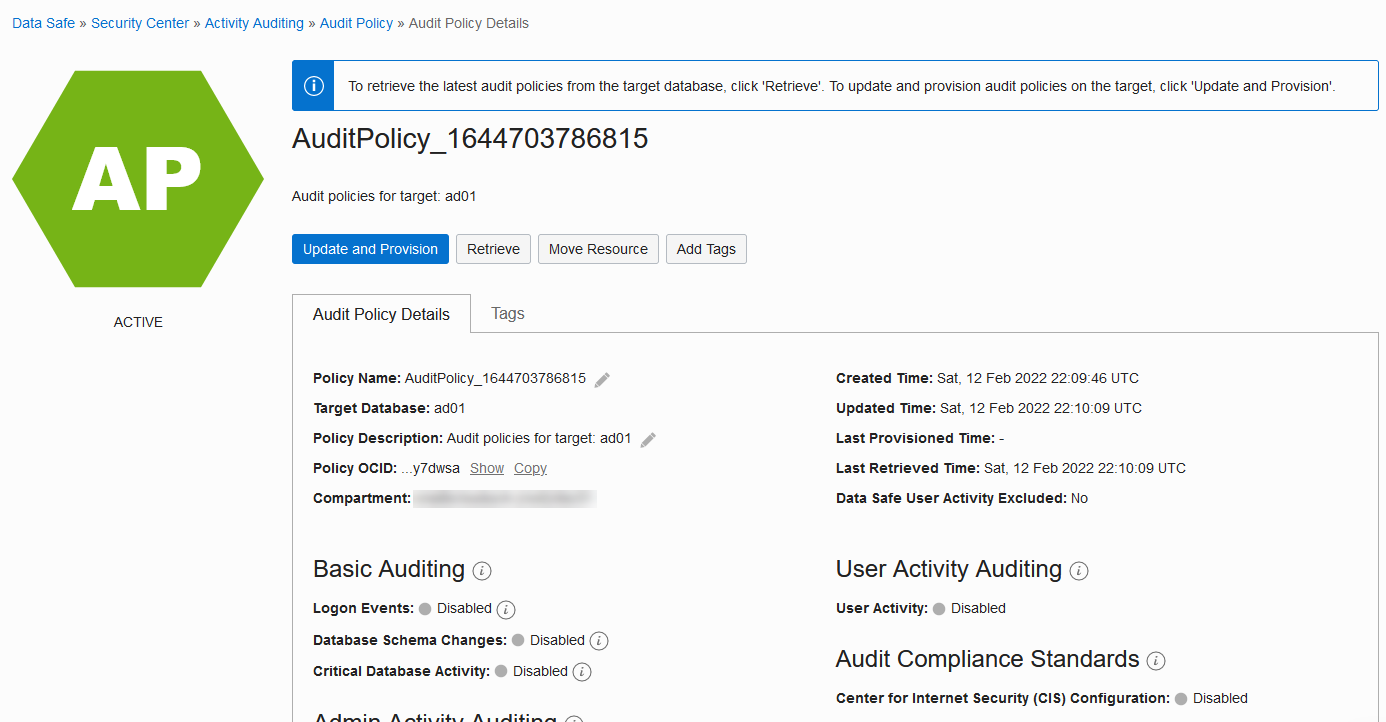 Data Safe » Security Center » Activity Auditing » Audit Policy » Audit Policy Details
AP
ACTIVE
To retrieve the latest audit policies from the target database, click 'Retrieve'. To update and provision audit policies on the target, click 'Update and Provision'.
AuditPolicy_1644703786815
Audit policies for target: ad01
Update and Provision Retrieve Move Resource Add Tags
Audit Policy Details Tags
Policy Name: AuditPolicy_1644703786815
Target Database: ad01
Policy Description: Audit policies for target: ad01
Policy OCID: ...y7dwsa Show Copy
Compartment:
Created Time: Sat, 12 Feb 2022 22:09:46 UTC
Updated Time: Sat, 12 Feb 2022 22:10:09 UTC
Last Provisioned Time: -
Last Retrieved Time: Sat, 12 Feb 2022 22:10:09 UTC
Data Safe User Activity Excluded: No
Basic Auditing
Logon Events: Disabled
Database Schema Changes: Disabled
Critical Database Activity: Disabled
Admin Activity Auditing
User Activity Auditing
User Activity: Disabled
Audit Compliance Standards
Center for Internet Security (CIS) Configuration: Disabled